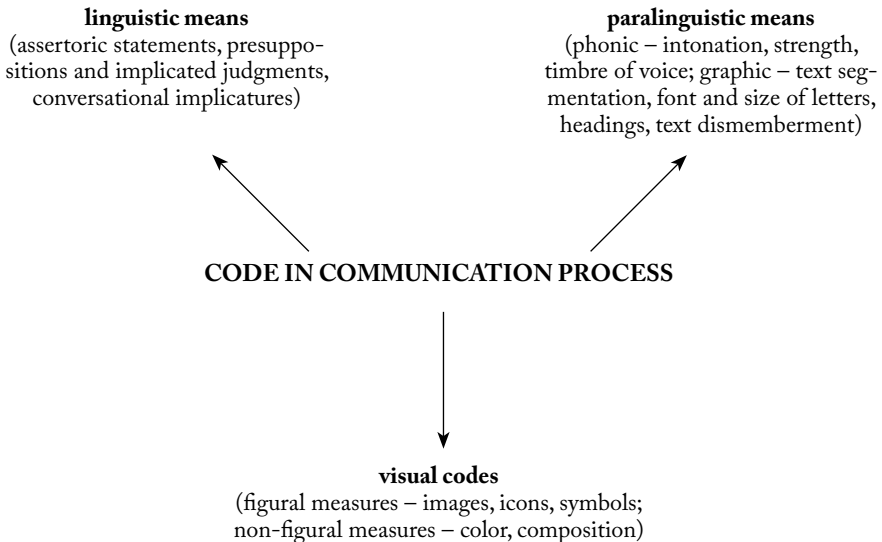 linguistic means
(assertoric statements, presuppo-
sitions and implicated judgments,
conversational implicatures)
paralinguistic means
(phonic – intonation, strength,
timbre of voice; graphic – text seg-
mentation, font and size of letters,
headings, text dismemberment)
CODE IN COMMUNICATION PROCESS
visual codes
(figural measures – images, icons, symbols;
non-figural measures – color, composition)